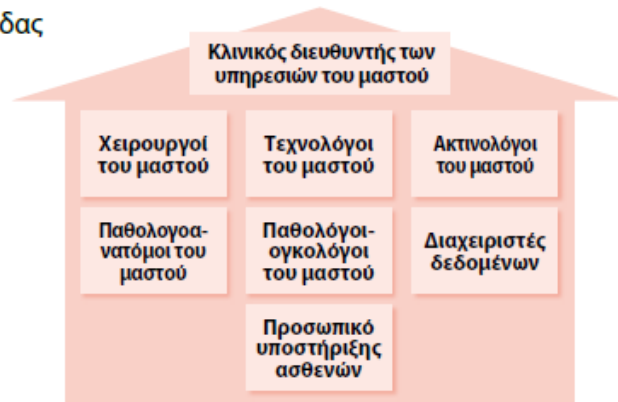 δας
Κλινικός διευθυντής των
υπηρεσιών του μαστού
Χειρουργοί
του μαστού
Τεχνολόγοι
του μαστού
Ακτινολόγοι
του μαστού
Παθολογοα-
νατόμοι του
μαστού
Παθολόγοι-
ογκολόγοι
του μαστού
Διαχειριστές
δεδομένων
Προσωπικό
υποστήριξης
ασθενών